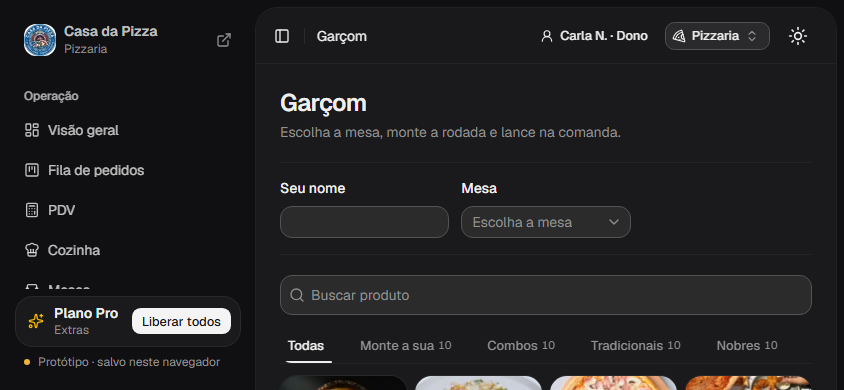 Casa da Pizza
Pizzaria
Garçom
Carla N. · Dono
Pizzaria
Operação
Visão geral
Fila de pedidos
PDV
Cozinha
Plano Pro
Extras
Liberar todos
Protótipo · salvo neste navegador
Garçom
Escolha a mesa, monte a rodada e lance na comanda.
Seu nome
Mesa
Escolha a mesa
Buscar produto
Todas
Monte a sua 10
Combos 10
Tradicionais 10
Nobres 10